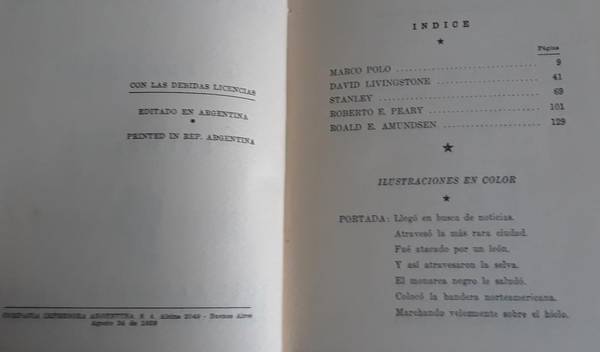 CON LAS DEBIDAS LICENCIAS
EDITADO EN ARGENTINA
PRINTED IN REP. ARGENTINA
COMPAÑIA IMPRESORA ARGENTINA, S. A. Alsina 2049 - Buenos Aires
Agosto de
INDICE
Página
MARCO POLO 9
DAVID LIVINGSTONE 41
STANLEY 69
ROBERTO E. PEARY 101
ROALD E. AMUNDSEN 129
ILUSTRACIONES EN COLOR
PORTADA: Llegó en busca de noticias.
Atravesó la más rara ciudad.
Fué atacado por un león.
Y así atravesaron la selva.
El monarca negro le saludó.
Colocó la bandera norteamericana.
Marchando velozmente sobre el hielo.